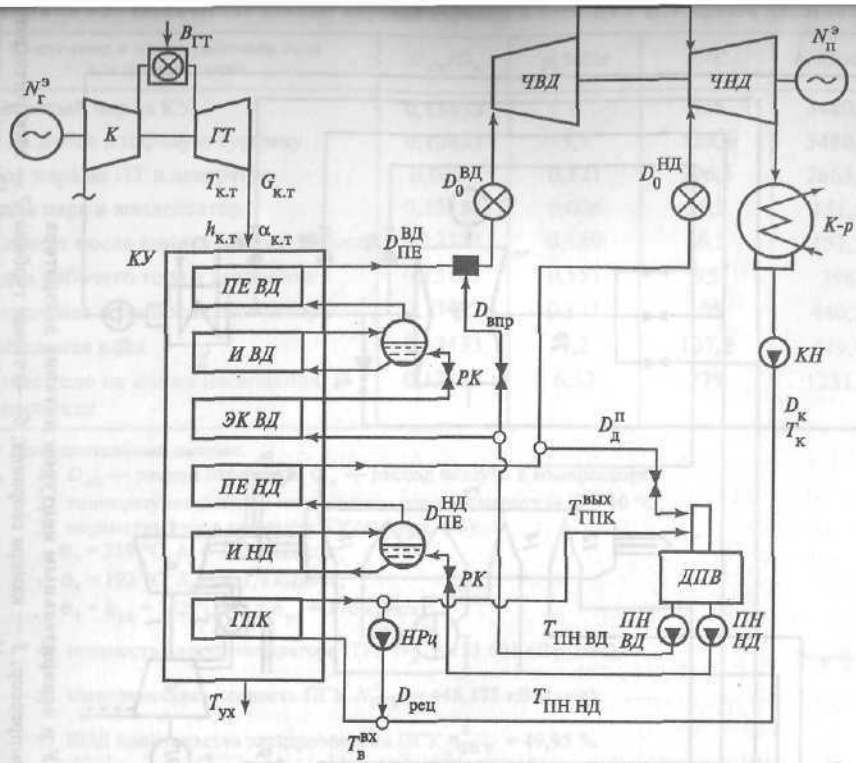 B_ГТ
N_Г^Э
К
ГТ
T_К.Т
G_К.Т
h_К.Т
α_К.Т
КУ
ЧВД
ЧНД
N_П^Э
D_0^ВД
D_0^НД
К-р
D_ПЕ^ВД
ПЕ ВД
И ВД
ЭК ВД
D_впр
РК
КН
D_К
T_К
D_Д^П
ПЕ НД
D_ПЕ^НД
T_ГПК^ВЫХ
И НД
РК
ДПВ
ГПК
НРц
T_ПН ВД
ПН ВД
ПН НД
D_рец
T_ПН НД
T_ух
T_В^ВХ